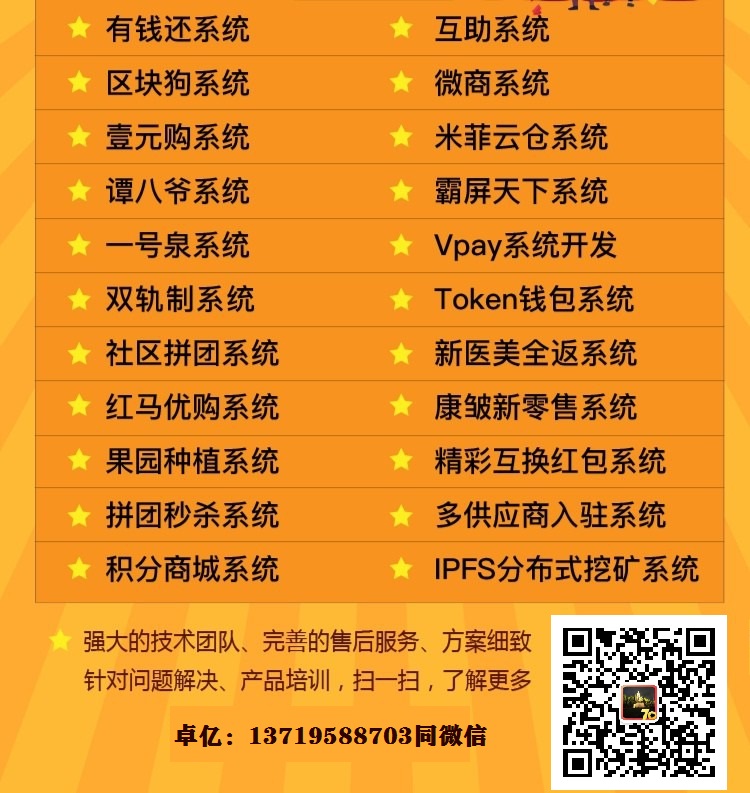 有钱还系统 互助系统
区块狗系统 微商系统
壹元购系统 米菲云仓系统
谭八爷系统 霸屏天下系统
一号泉系统 Vpay系统开发
双轨制系统 Token钱包系统
社区拼团系统 新医美全返系统
红马优购系统 康皱新零售系统
果园种植系统 精彩互换红包系统
拼团秒杀系统 多供应商入驻系统
积分商城系统 IPFS分布式挖矿系统
强大的技术团队、完善的售后服务、方案细致
针对问题解决、产品培训，扫一扫，了解更多
卓亿：13719588703同微信